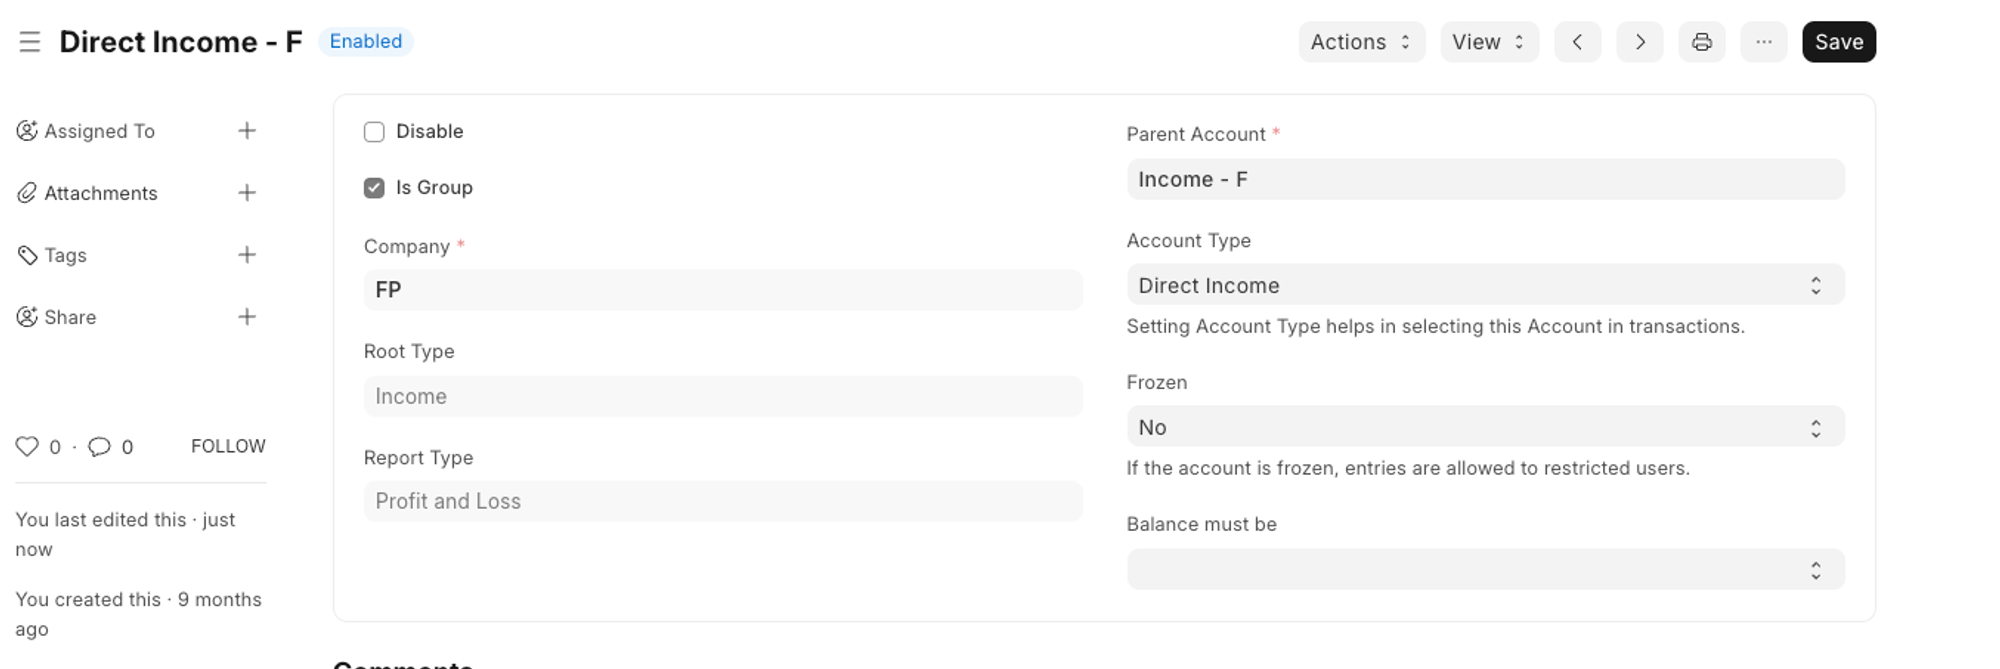 Direct Income - F
Enabled
Actions
View
···
Save
Assigned To
Attachments
Tags
Share
0 · 0
FOLLOW
You last edited this · just
now
You created this · 9 months
ago
Disable
Is Group
Company *
FP
Root Type
Income
Report Type
Profit and Loss
Parent Account *
Income - F
Account Type
Direct Income
Setting Account Type helps in selecting this Account in transactions.
Frozen
No
If the account is frozen, entries are allowed to restricted users.
Balance must be
Comments